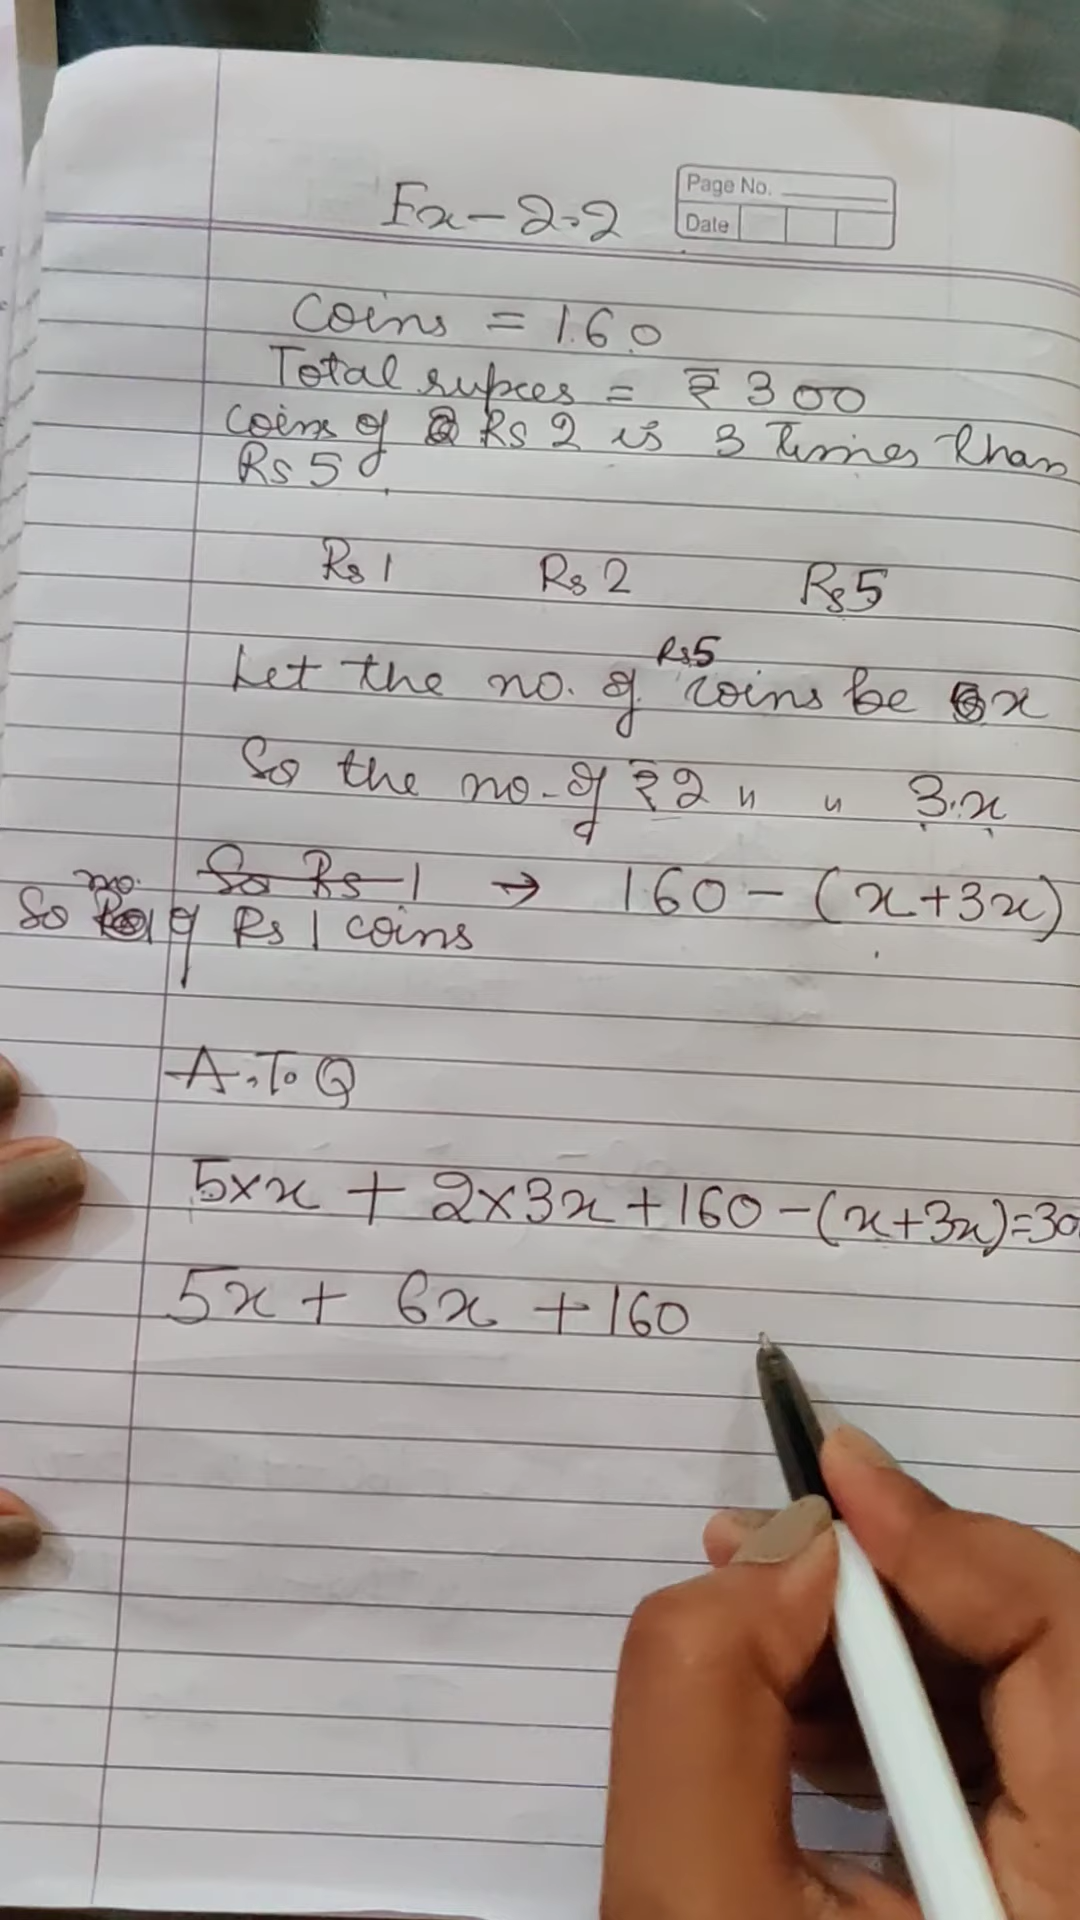 Page No.
Ex-2.2
Date
Coins = 160
Total rupees = ₹ 300
coins of Rs 2 is 3 times than
Rs 5
Rs 1 Rs 2 Rs 5
Rs5
Let the no. of coins be x
So the no. of ₹2 " " 3x
So Rs 1 → 160 - (x+3x)
no.
So of Rs 1 coins
A.T.Q
5×x + 2×3x + 160 - (x+3x)=30
5x + 6x + 160